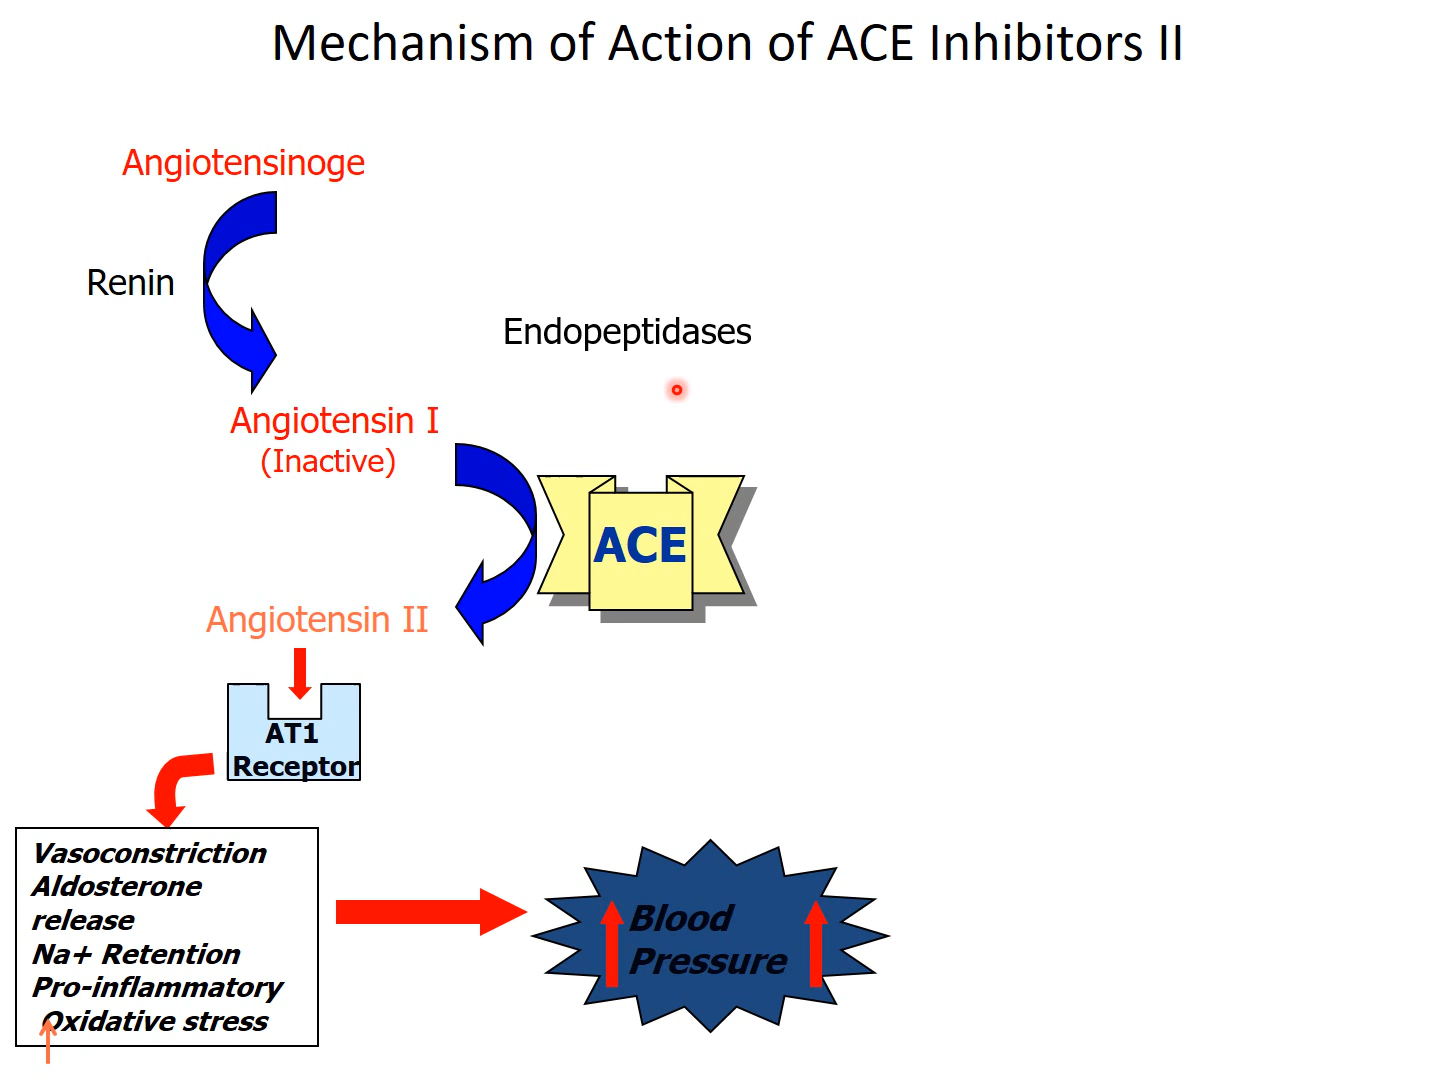 Mechanism of Action of ACE Inhibitors II
Angiotensinoge
Renin
Endopeptidases
Angiotensin I
(Inactive)
ACE
Angiotensin II
AT1
Receptor
Vasoconstriction
Aldosterone
release
Na+ Retention
Pro-inflammatory
Oxidative stress
Blood
Pressure